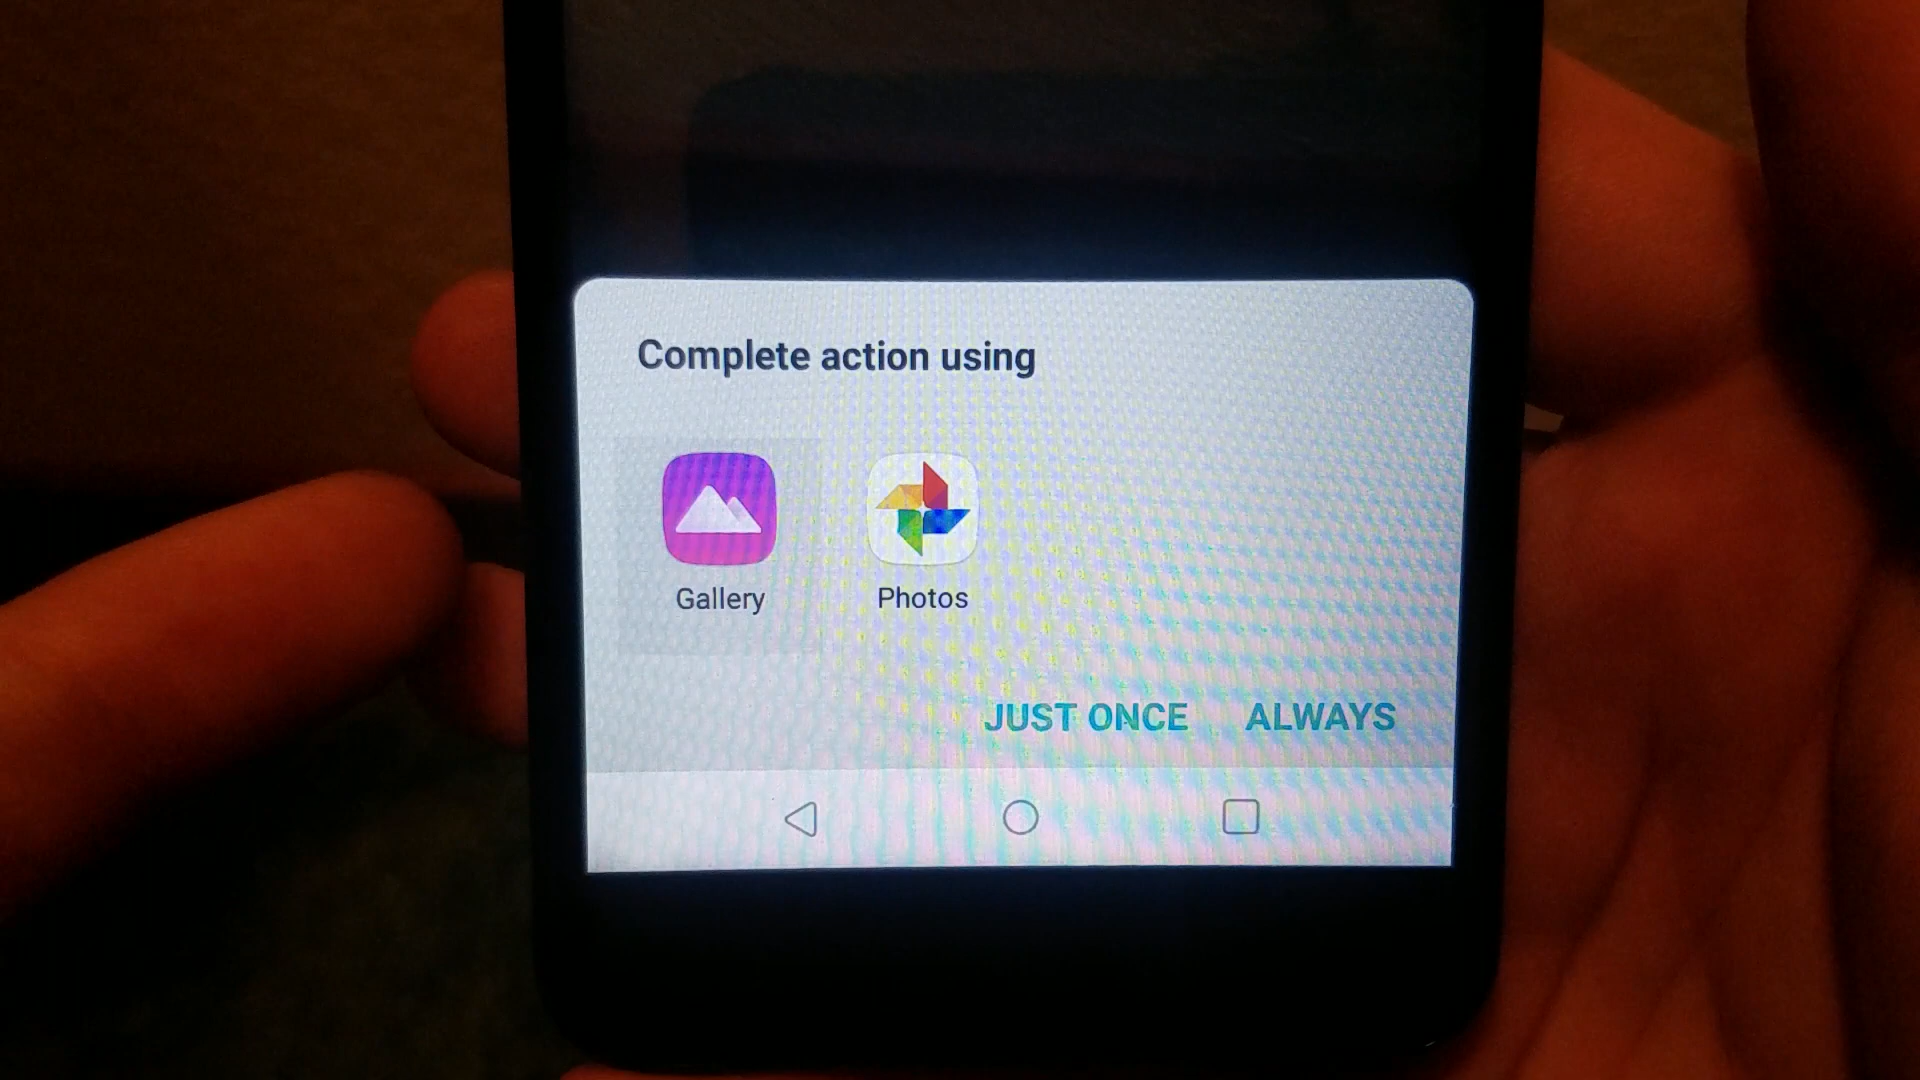 Complete action using
Gallery
Photos
JUST ONCE
ALWAYS